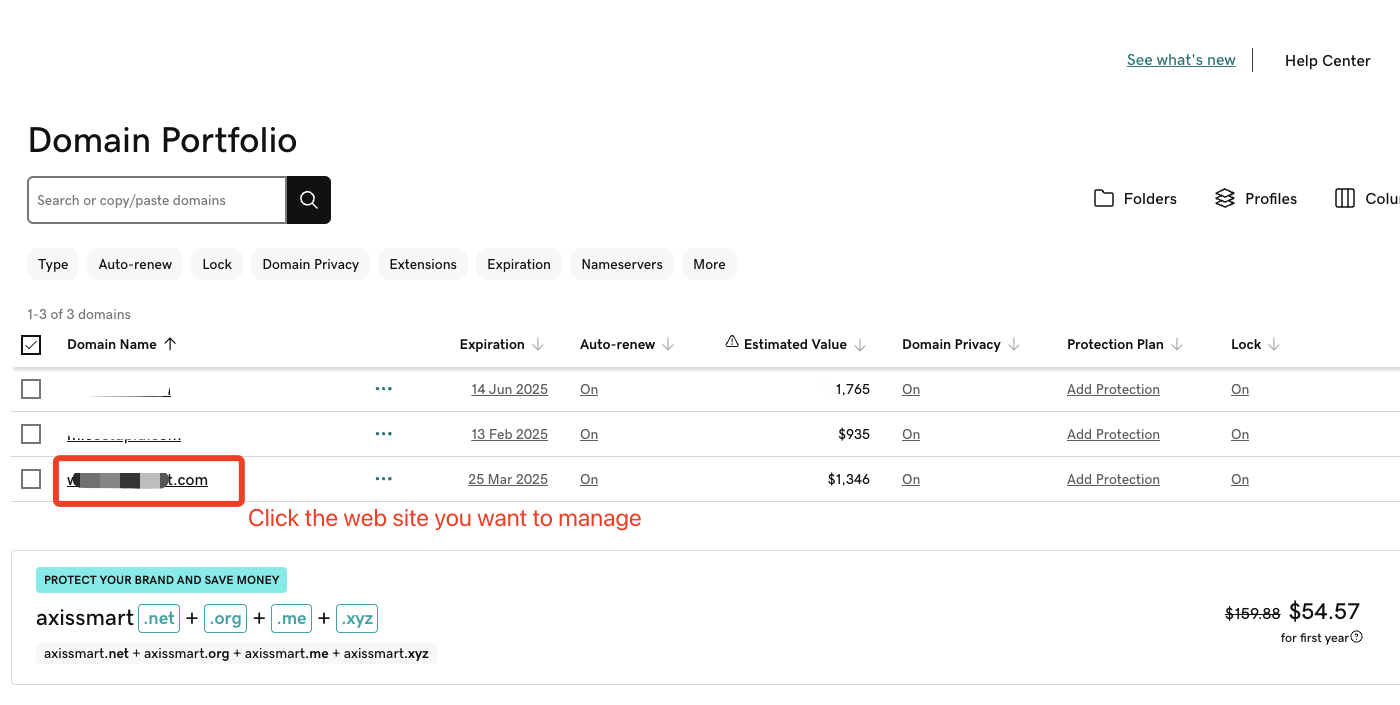 See what's new
Help Center
Domain Portfolio
Search or copy/paste domains
Folders
Profiles
Colu
Type
Auto-renew
Lock
Domain Privacy
Extensions
Expiration
Nameservers
More
1-3 of 3 domains
Domain Name Expiration Auto-renew Estimated Value Domain Privacy Protection Plan Lock
14 Jun 2025 On 1,765 On Add Protection On
13 Feb 2025 On $935 On Add Protection On
t.com 25 Mar 2025 On $1,346 On Add Protection On
Click the web site you want to manage
PROTECT YOUR BRAND AND SAVE MONEY
axissmart .net + .org + .me + .xyz
$159.88 $54.57
for first year
axissmart.net + axissmart.org + axissmart.me + axissmart.xyz